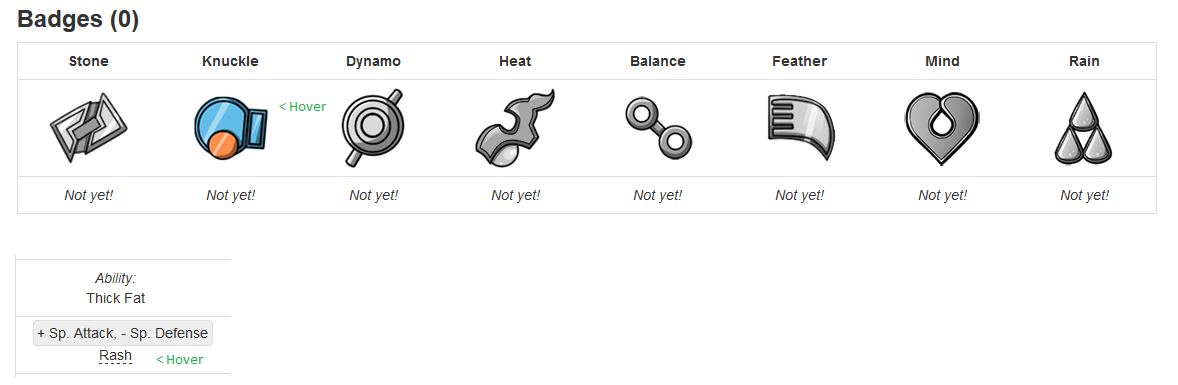 Badges (0)
Stone Knuckle Dynamo Heat Balance Feather Mind Rain
< Hover
Not yet! Not yet! Not yet! Not yet! Not yet! Not yet! Not yet! Not yet!
Ability:
Thick Fat
+ Sp. Attack, - Sp. Defense
Rash < Hover